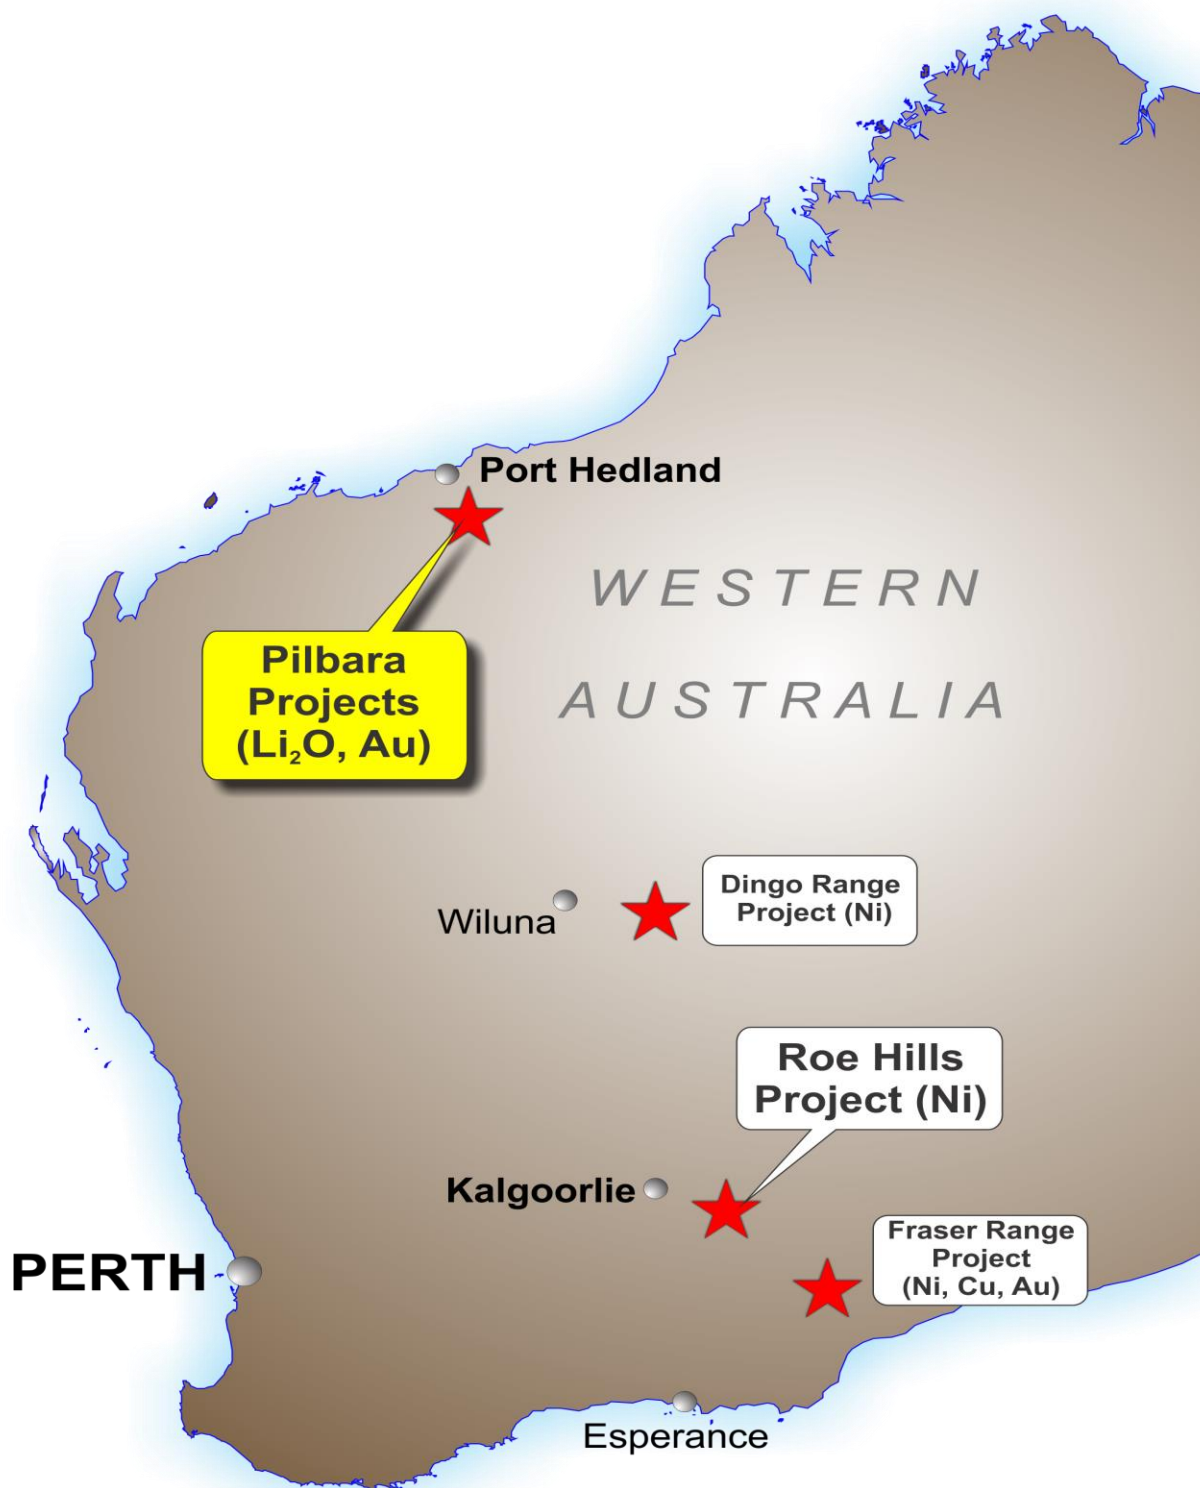 Port Hedland
WESTERN
AUSTRALIA
Pilbara
Projects
(Li₂O, Au)
Dingo Range
Project (Ni)
Wiluna
Roe Hills
Project (Ni)
Kalgoorlie
Fraser Range
Project
(Ni, Cu, Au)
PERTH
Esperance